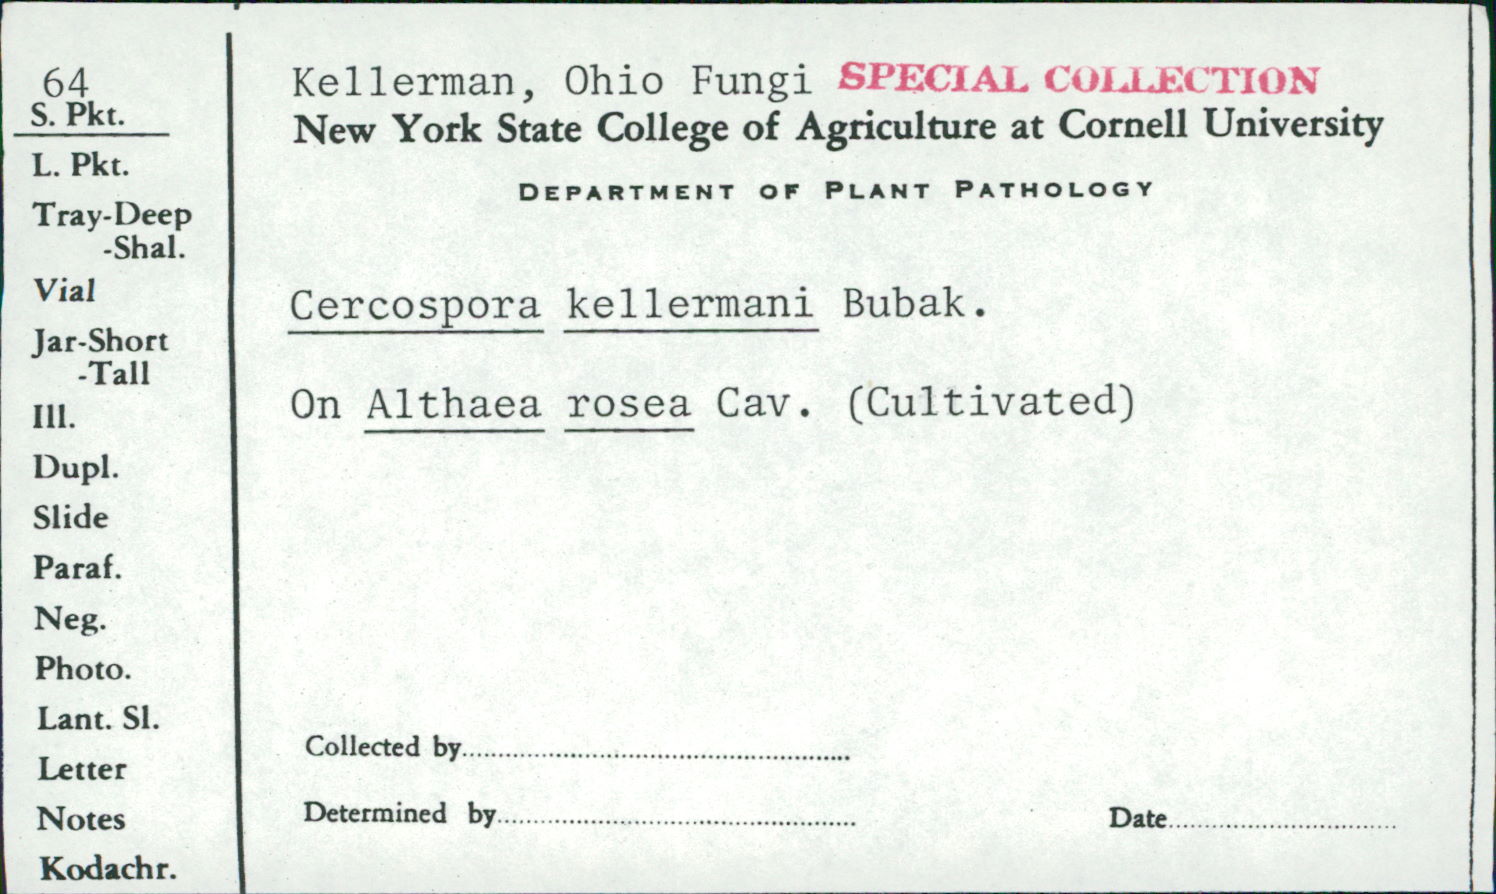 64
S. Pkt.
L. Pkt.
Tray-Deep
-Shal.
Vial
Jar-Short
-Tall
Ill.
Dupl.
Slide
Paraf.
Neg.
Photo.
Lant. Sl.
Letter
Notes
Kodachr.
Kellerman, Ohio Fungi SPECIAL COLLECTION
New York State College of Agriculture at Cornell University
DEPARTMENT OF PLANT PATHOLOGY
Cercospora kellermani Bubak.
On Althaea rosea Cav. (Cultivated)
Collected by
Determined by
Date